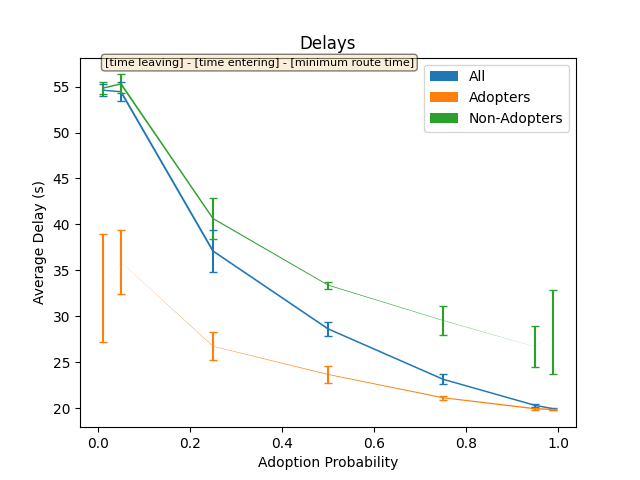 Delays
[time leaving] - [time entering] - [minimum route time]
All
Adopters
Non-Adopters
Average Delay (s)
55
50
45
40
35
30
25
20
0.0 0.2 0.4 0.6 0.8 1.0
Adoption Probability